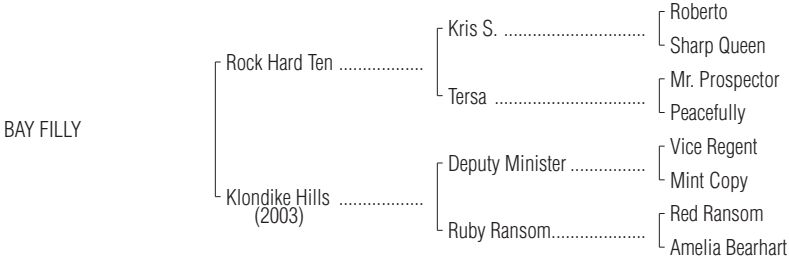 Roberto
Kris S. ..............................
Sharp Queen
Rock Hard Ten ..................
Mr. Prospector
Tersa ................................
Peacefully
BAY FILLY
Vice Regent
Deputy Minister ................
Mint Copy
Klondike Hills ..................
(2003)
Red Ransom
Ruby Ransom....................
Amelia Bearhart